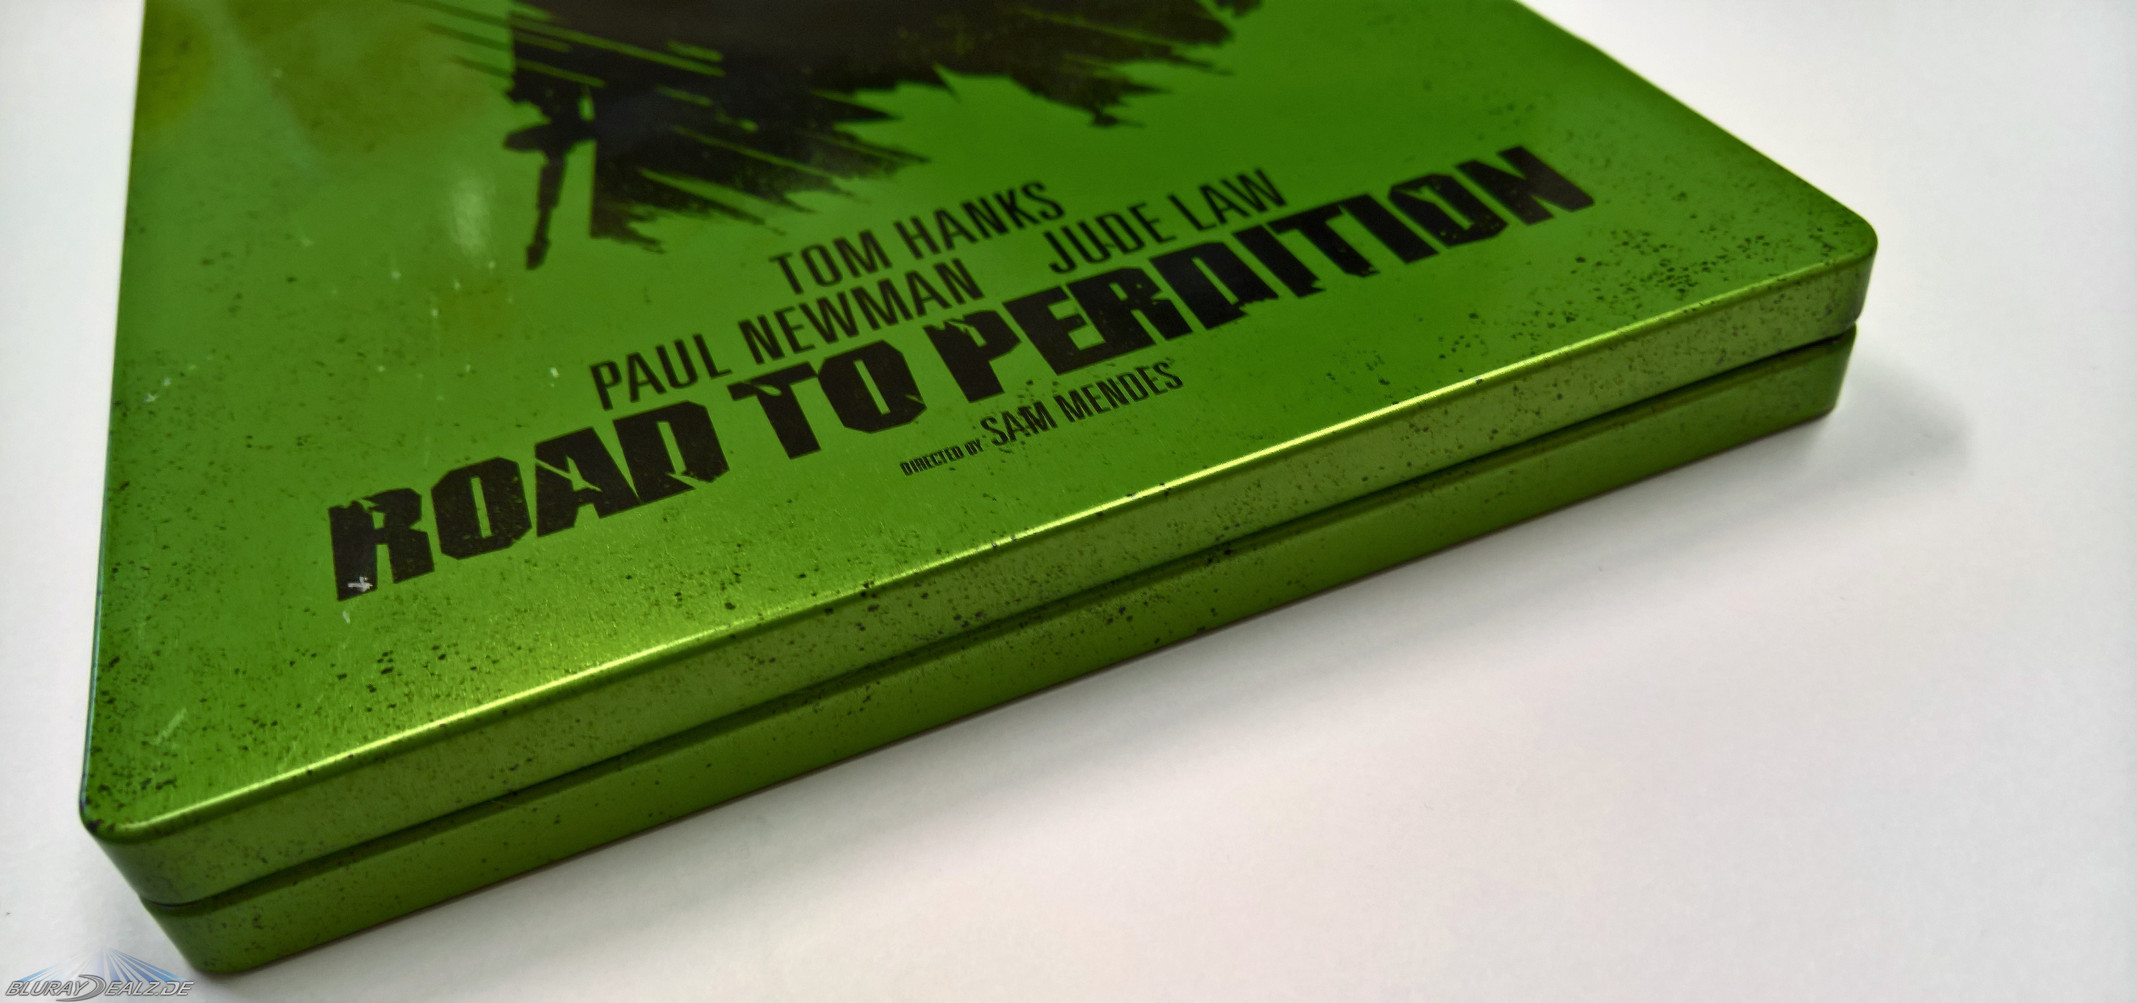 TOM HANKS
PAUL NEWMAN JUDE LAW
ROAD TO PERDITION
DIRECTED BY SAM MENDES
BLURAYDEALZ.DE